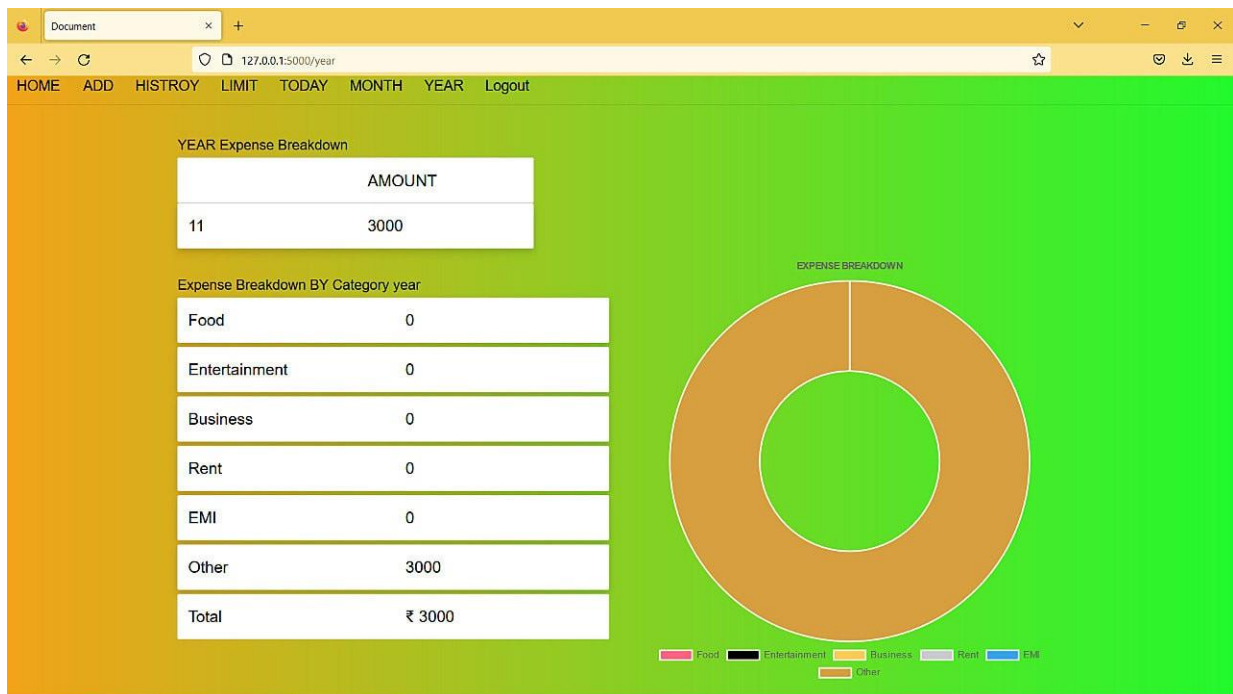 Document
127.0.0.1:5000/year
HOME ADD HISTROY LIMIT TODAY MONTH YEAR Logout
YEAR Expense Breakdown
AMOUNT
11 3000
Expense Breakdown BY Category year
Food 0
Entertainment 0
Business 0
Rent 0
EMI 0
Other 3000
Total ₹ 3000
EXPENSE BREAKDOWN
Food Entertainment Business Rent EMI
Other